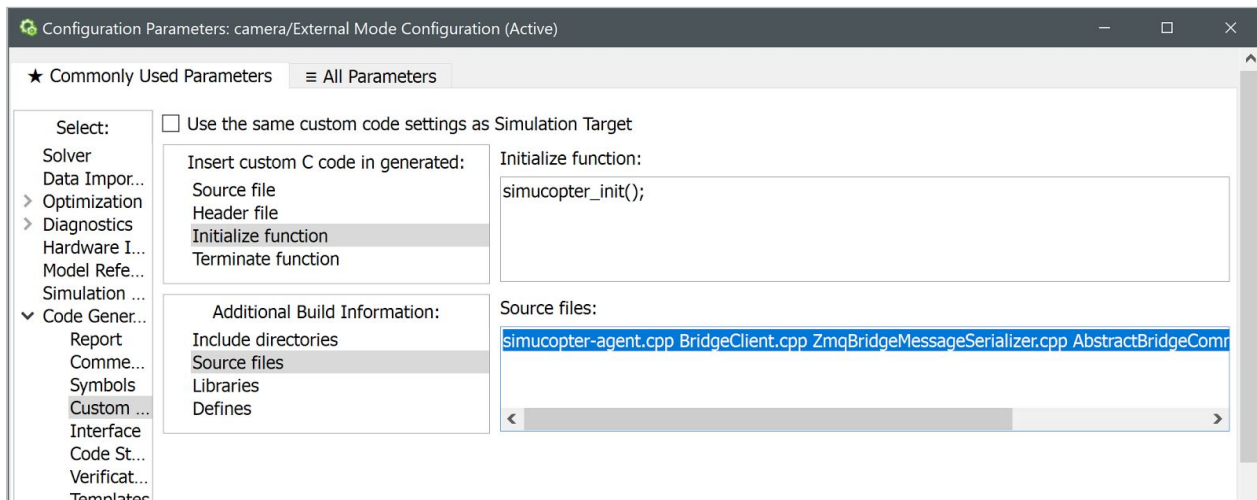 Configuration Parameters: camera/External Mode Configuration (Active)
★ Commonly Used Parameters
≡ All Parameters
Select:
Solver
Data Impor...
Optimization
Diagnostics
Hardware I...
Model Refe...
Simulation ...
Code Gener...
Report
Comme...
Symbols
Custom ...
Interface
Code St...
Verificat...
Templates
Use the same custom code settings as Simulation Target
Insert custom C code in generated:
Source file
Header file
Initialize function
Terminate function
Initialize function:
simucopter_init();
Additional Build Information:
Include directories
Source files
Libraries
Defines
Source files:
simucopter-agent.cpp BridgeClient.cpp ZmqBridgeMessageSerializer.cpp